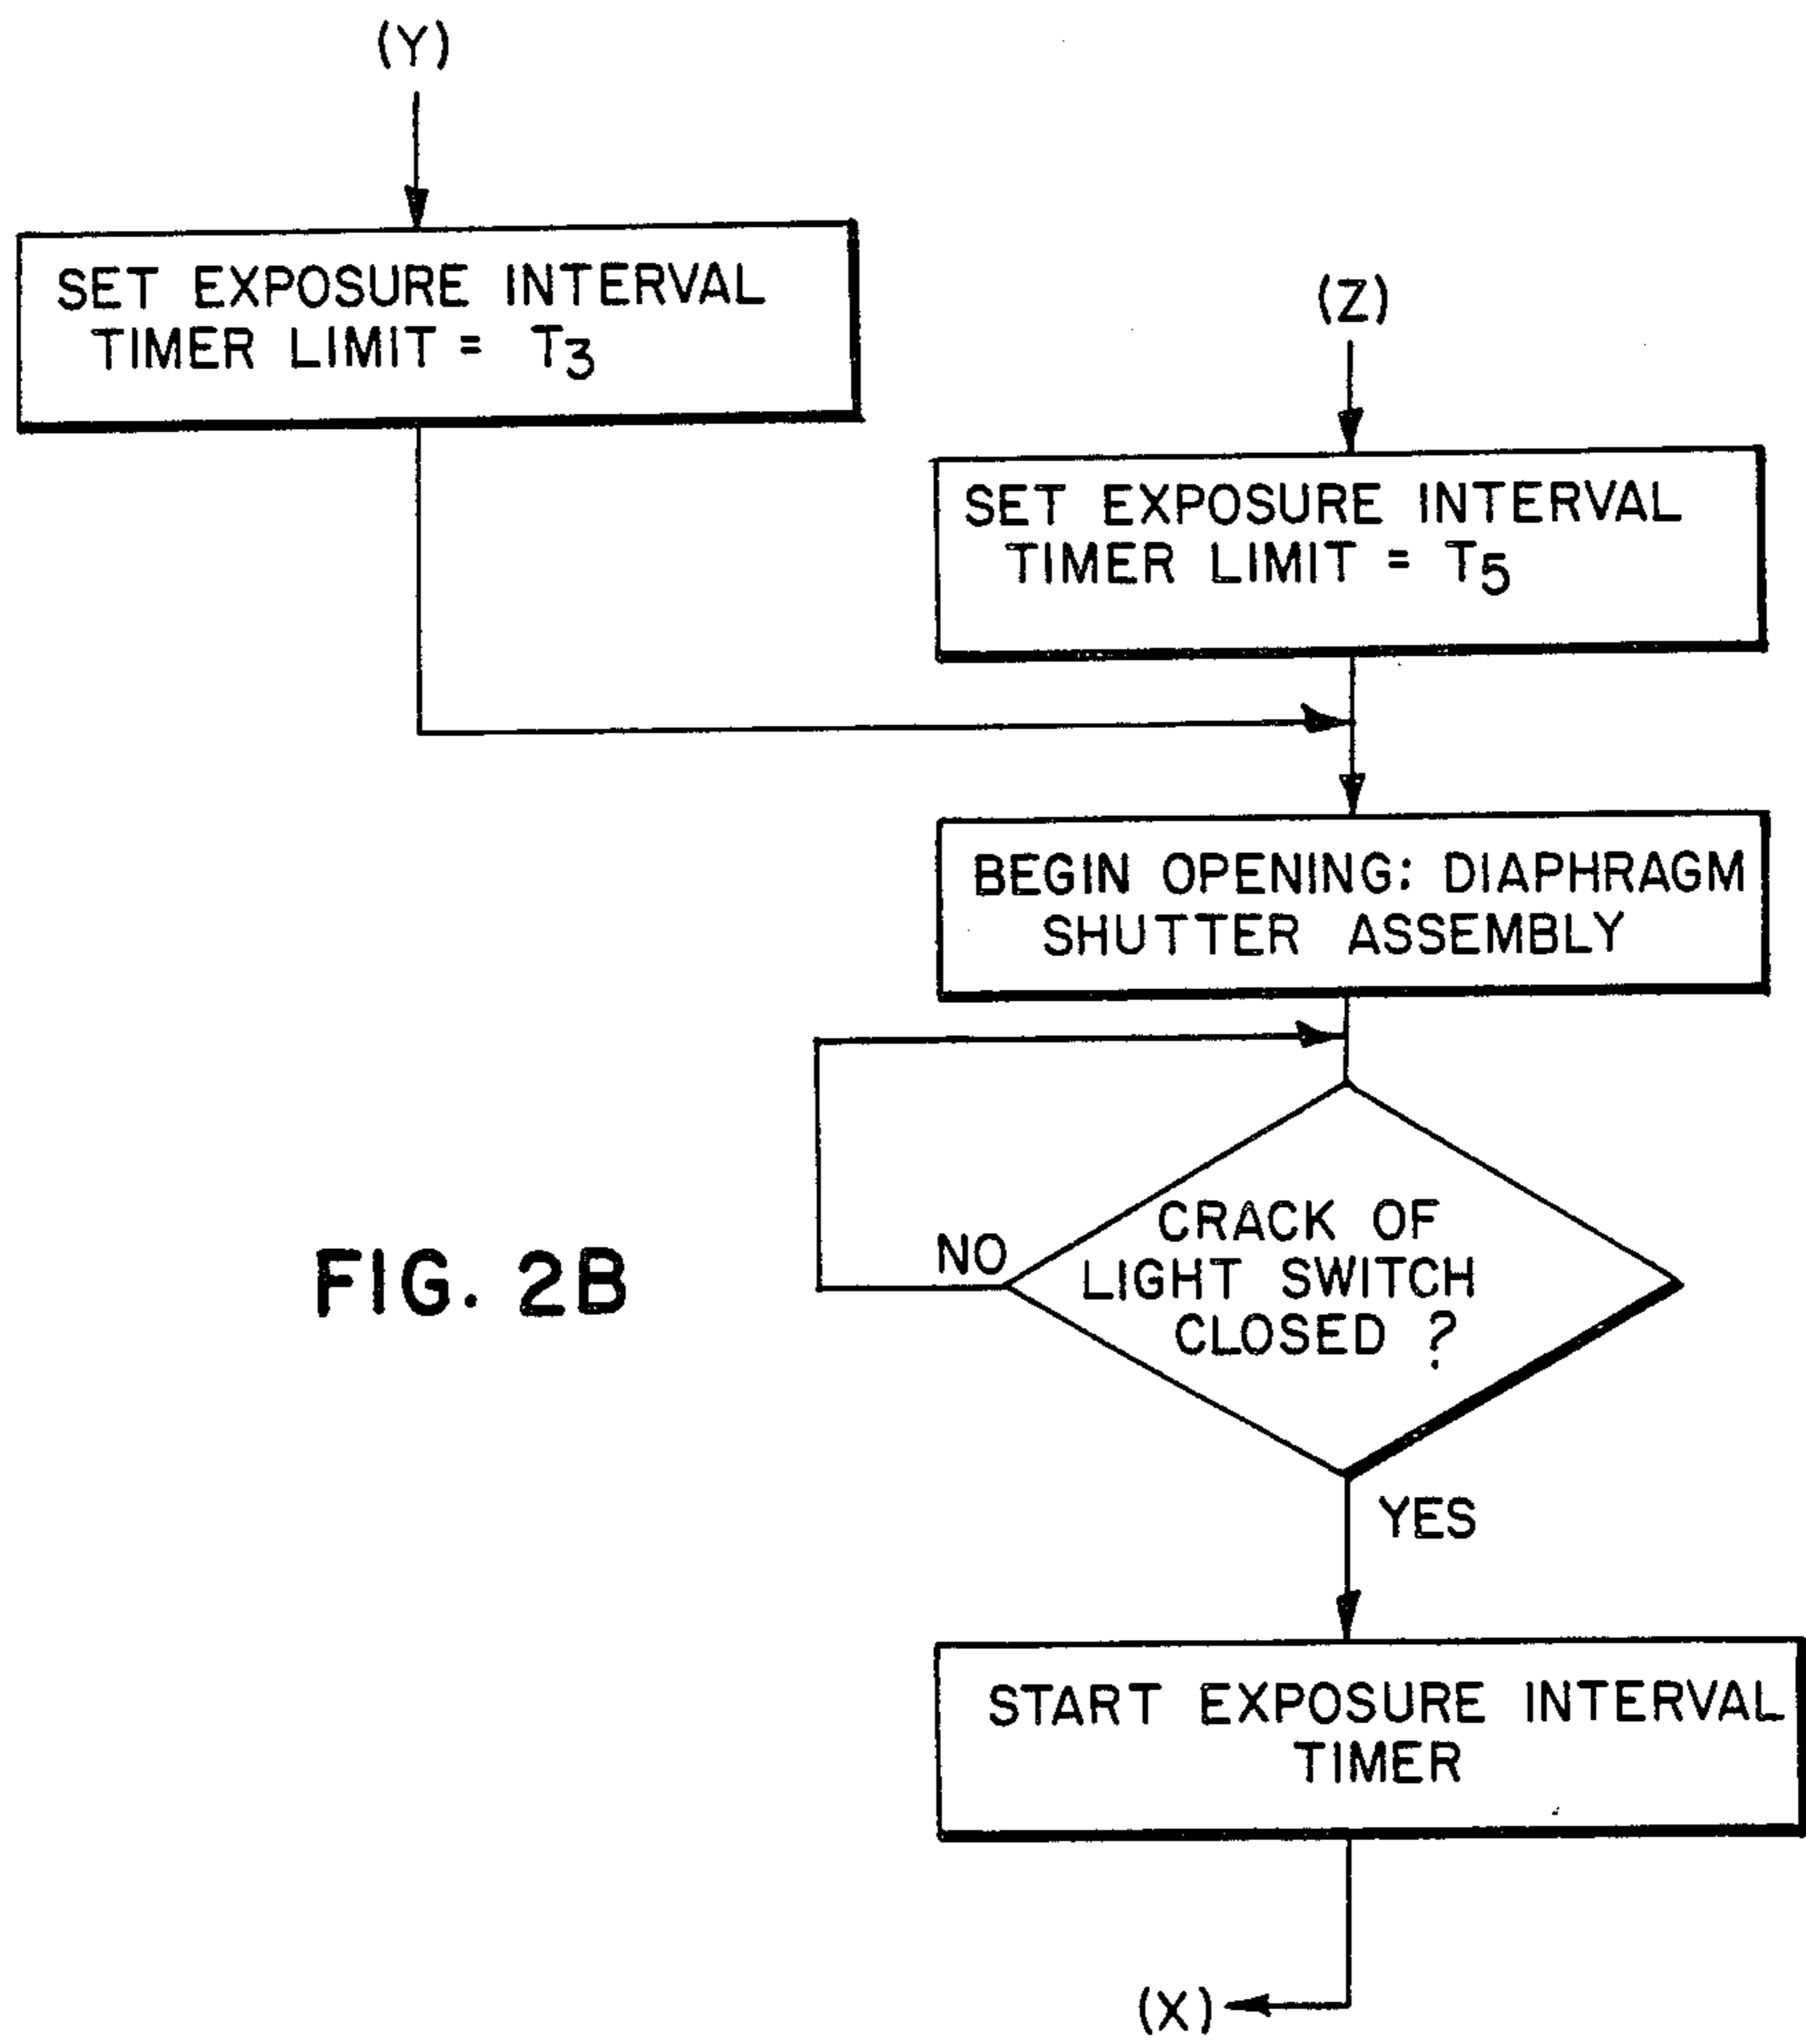 (Y)
SET EXPOSURE INTERVAL
TIMER LIMIT = T3
(Z)
SET EXPOSURE INTERVAL
TIMER LIMIT = T5
BEGIN OPENING: DIAPHRAGM
SHUTTER ASSEMBLY
CRACK OF
LIGHT SWITCH
CLOSED ?
NO
YES
FIG. 2B
START EXPOSURE INTERVAL
TIMER
(X)